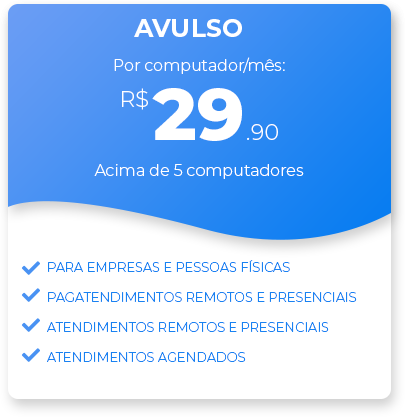 AVULSO
Por computador/mês:
R$ 29.90
Acima de 5 computadores
PARA EMPRESAS E PESSOAS FÍSICAS
PAGATENDIMENTOS REMOTOS E PRESENCIAIS
ATENDIMENTOS REMOTOS E PRESENCIAIS
ATENDIMENTOS AGENDADOS